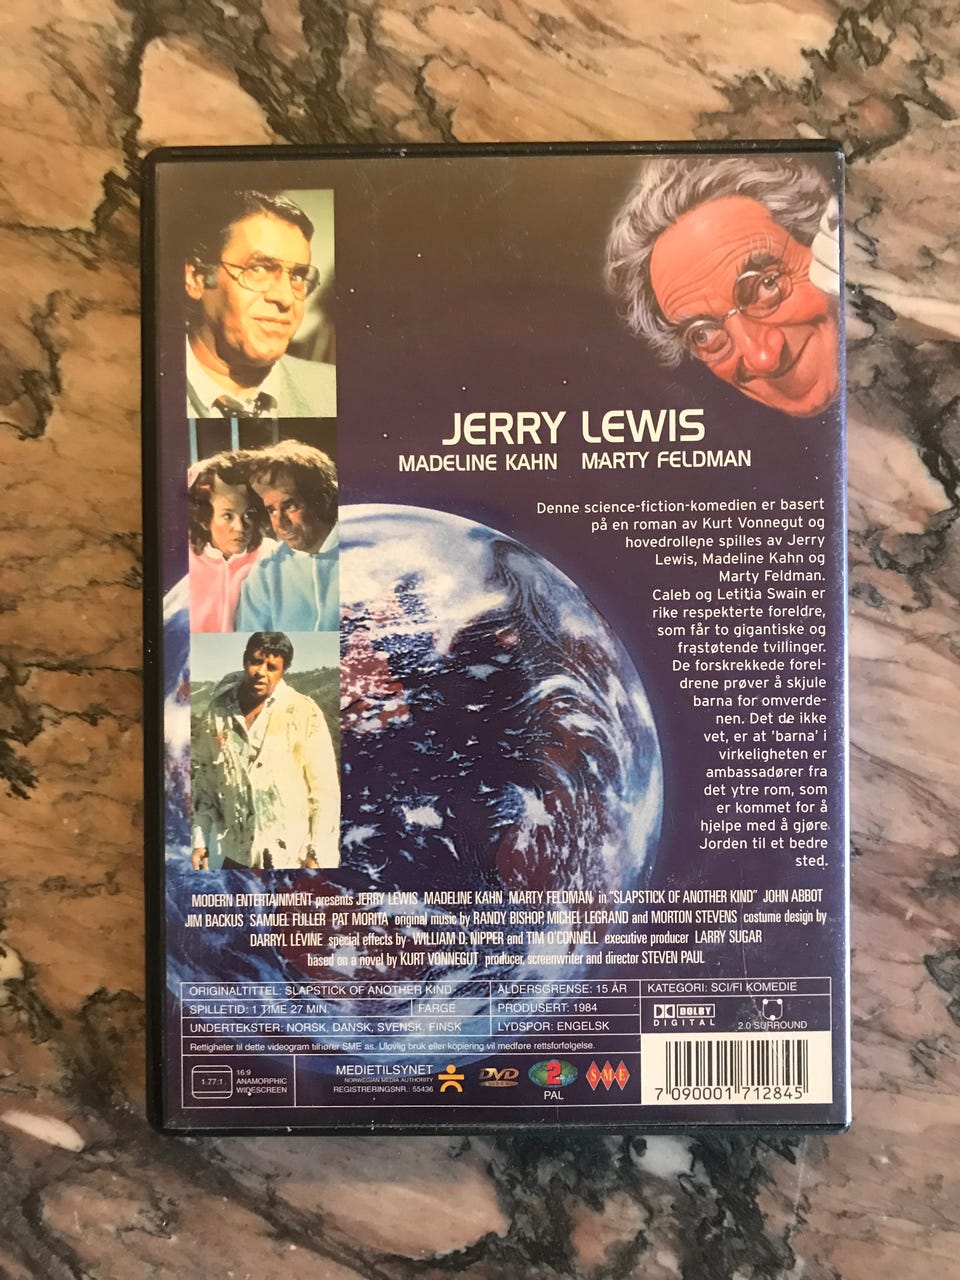 JERRY LEWIS
MADELINE KAHN MARTY FELDMAN
Denne science-fiction-komedien er basert
på en roman av Kurt Vonnegut og
hovedrollene spilles av Jerry
Lewis, Madeline Kahn og
Marty Feldman.
Caleb og Letitia Swain er
rike respekterte foreldre,
som får to gigantiske og
frastøtende tvillinger.
De forskrekkede forel-
drene prøver å skjule
barna for omverde-
nen. Det de ikke
vet, er at 'barna' i
virkeligheten er
ambassadører fra
det ytre rom, som
er kommet for å
hjelpe med å gjøre
Jorden til et bedre
sted.
MODERN ENTERTAINMENT presents JERRY LEWIS MADELINE KAHN MARTY FELDMAN in "SLAPSTICK OF ANOTHER KIND" JOHN ABBOT
JIM BACKUS SAMUEL FULLER PAT MORITA original music by RANDY BISHOP, MICHEL LEGRAND and MORTON STEVENS costume design by
DARRYL LEVINE special effects by WILLIAM D. NIPPER and TIM O'CONNELL executive producer LARRY SUGAR
based on a novel by KURT VONNEGUT producer, screenwriter and director STEVEN PAUL
ORIGINALTITTEL: SLAPSTICK OF ANOTHER KIND ALDERSGRENSE: 15 ÅR KATEGORI: SCI/FI KOMEDIE
SPILLETID: 1 TIME 27 MIN. FARGE PRODUSERT: 1984
UNDERTEKSTER: NORSK, DANSK, SVENSK, FINSK LYDSPOR: ENGELSK
DOLBY
DIGITAL
2.0 SURROUND
Rettigheter til dette videogram tilhører SME as. Ulovlig bruk eller kopiering vil medføre rettsforfølgelse.
1.77:1
16:9
ANAMORPHIC
WIDESCREEN
MEDIETILSYNET
NORWEGIAN MEDIA AUTHORITY
REGISTRERINGSNR.: 55436
DVD
VIDEO
2
PAL
S·M·E
7 090001 712845